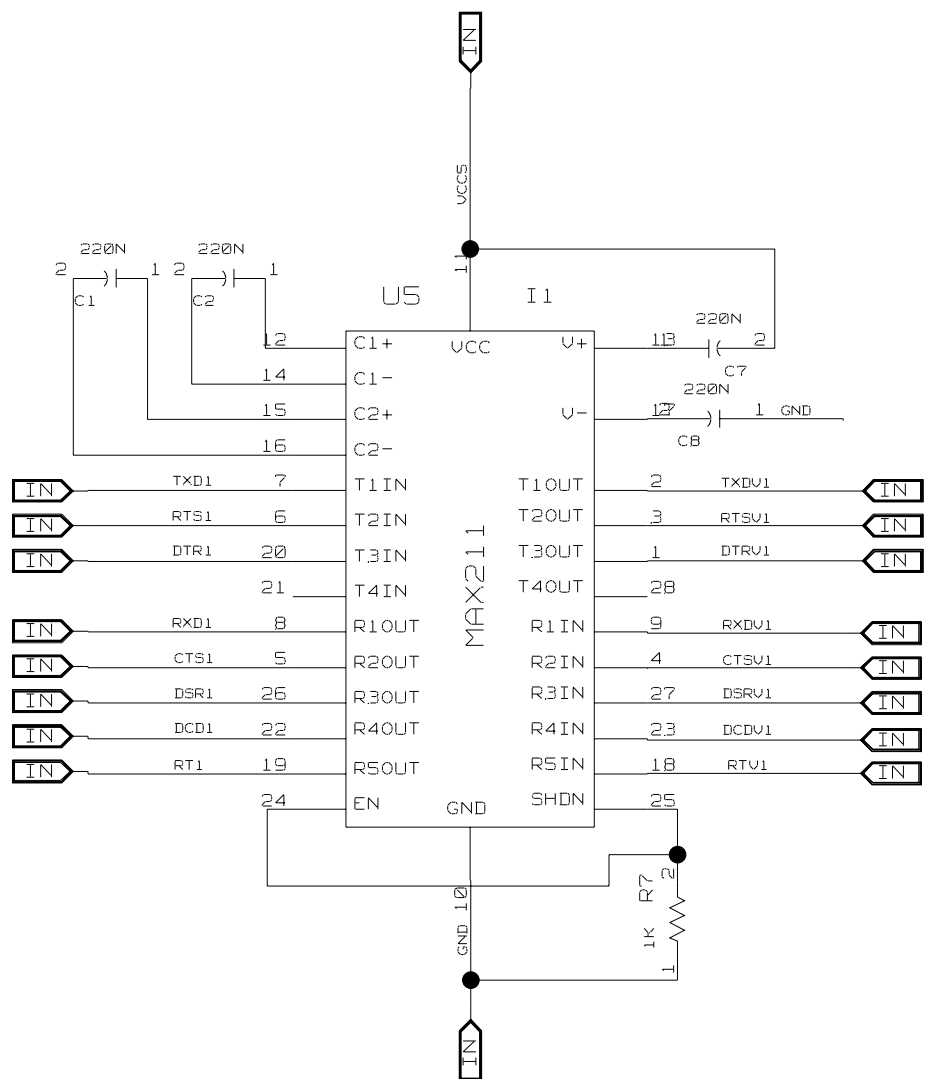 IN
VCC5
11
220N 220N
2 1 2 1
C1 C2
U5 I1
220N
12 C1+ VCC V+ 13 2
C7
14 C1-
220N
15 C2+ V- 17 1 GND
C8
16 C2-
IN TXD1 7 T1IN T1OUT 2 TXDV1 IN
IN RTS1 6 T2IN T2OUT 3 RTSV1 IN
IN DTR1 20 T3IN T3OUT 1 DTRV1 IN
21 T4IN T4OUT 28
MAX211
IN RXD1 8 R1OUT R1IN 9 RXDV1 IN
IN CTS1 5 R2OUT R2IN 4 CTSV1 IN
IN DSR1 26 R3OUT R3IN 27 DSRV1 IN
IN DCD1 22 R4OUT R4IN 23 DCDV1 IN
IN RT1 19 R5OUT R5IN 18 RTV1 IN
24 EN GND SHDN 25
2
R7
1K
1
GND 10
IN